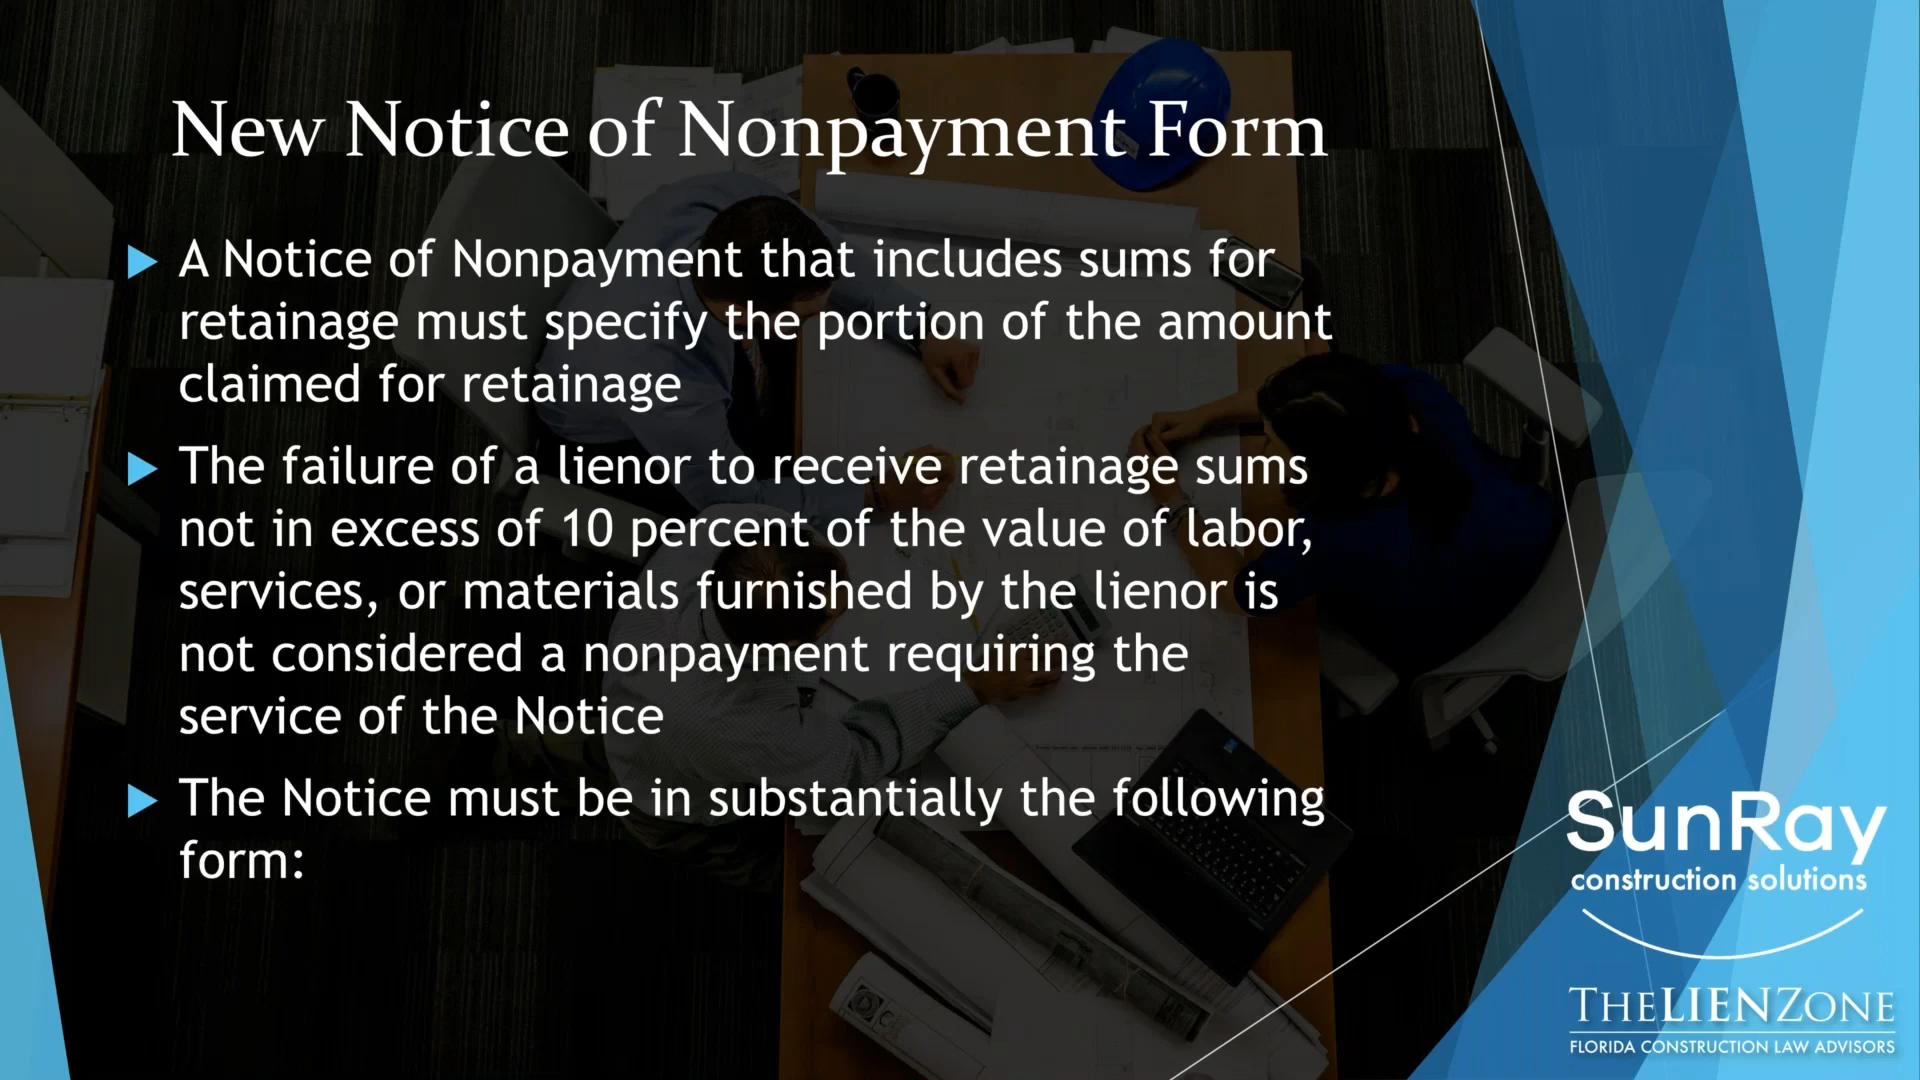 New Notice of Nonpayment Form
A Notice of Nonpayment that includes sums for
retainage must specify the portion of the amount
claimed for retainage
The failure of a lienor to receive retainage sums
not in excess of 10 percent of the value of labor,
services, or materials furnished by the lienor is
not considered a nonpayment requiring the
service of the Notice
The Notice must be in substantially the following
form:
SunRay
construction solutions
THELIENZONE
FLORIDA CONSTRUCTION LAW ADVISORS